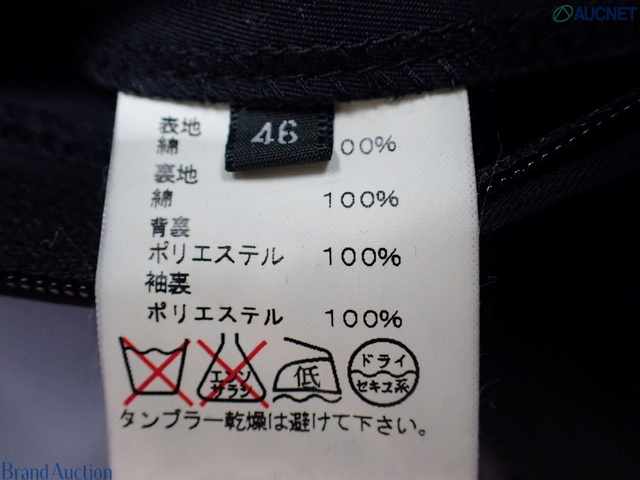 AUCNET
46
表地
綿 00%
裏地
綿 100%
背裏
ポリエステル 100%
袖裏
ポリエステル 100%
エンソ
サラシ
低
ドライ
セキユ系
タンブラー乾燥は避けて下さい。
BrandAuction